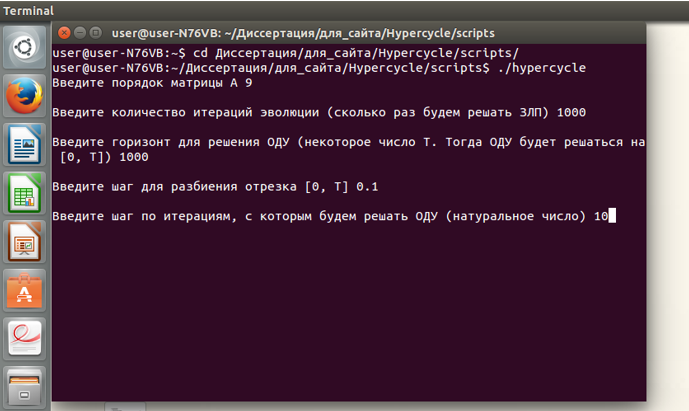 Terminal
user@user-N76VB: ~/Диссертация/для_сайта/Hypercycle/scripts
user@user-N76VB:~$ cd Диссертация/для_сайта/Hypercycle/scripts/
user@user-N76VB:~/Диссертация/для_сайта/Hypercycle/scripts$ ./hypercycle
Введите порядок матрицы A 9
Введите количество итераций эволюции (сколько раз будем решать ЗЛП) 1000
Введите горизонт для решения ОДУ (некоторое число T. Тогда ОДУ будет решаться на
[0, T]) 1000
Введите шаг для разбиения отрезка [0, T] 0.1
Введите шаг по итерациям, с которым будем решать ОДУ (натуральное число) 10